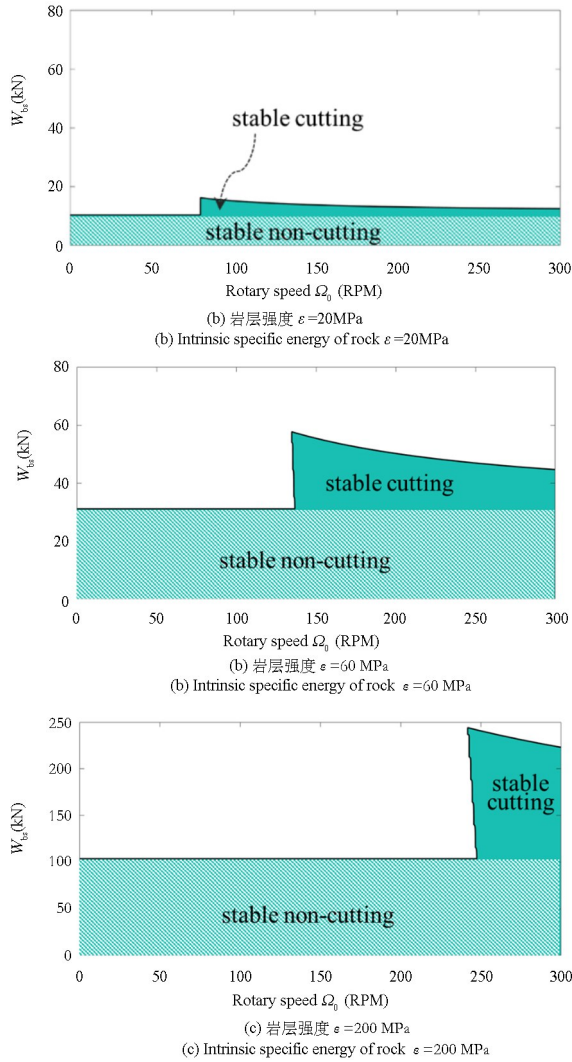 80
60
40
20
0
W_bs(kN)
stable cutting
stable non-cutting
0 50 100 150 200 250 300
Rotary speed Ω₀ (RPM)
(b) 岩层强度 ε =20MPa
(b) Intrinsic specific energy of rock ε =20MPa
80
60
40
20
0
W_bs(kN)
stable cutting
stable non-cutting
0 50 100 150 200 250 300
Rotary speed Ω₀ (RPM)
(b) 岩层强度 ε =60 MPa
(b) Intrinsic specific energy of rock ε =60 MPa
250
200
150
100
50
0
W_bs(kN)
stable
cutting
stable non-cutting
0 50 100 150 200 250 300
Rotary speed Ω₀ (RPM)
(c) 岩层强度 ε =200 MPa
(c) Intrinsic specific energy of rock ε =200 MPa